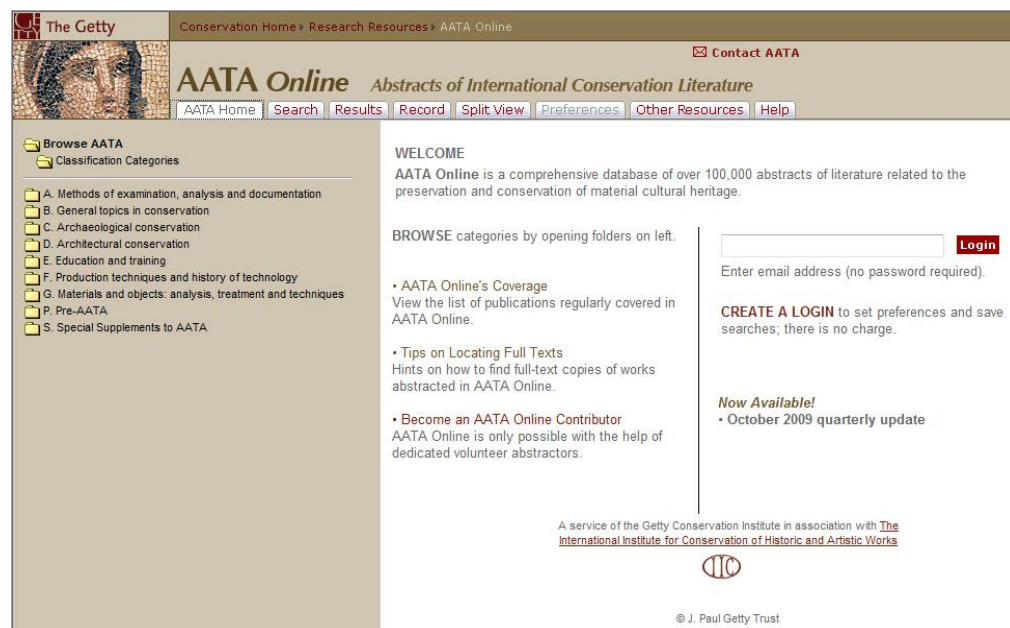 GE
TTY
The Getty
Conservation Home ▸ Research Resources ▸ AATA Online
Contact AATA
AATA Online Abstracts of International Conservation Literature
AATA Home Search Results Record Split View Preferences Other Resources Help
Browse AATA
Classification Categories
A. Methods of examination, analysis and documentation
B. General topics in conservation
C. Archaeological conservation
D. Architectural conservation
E. Education and training
F. Production techniques and history of technology
G. Materials and objects: analysis, treatment and techniques
P. Pre-AATA
S. Special Supplements to AATA
WELCOME
AATA Online is a comprehensive database of over 100,000 abstracts of literature related to the
preservation and conservation of material cultural heritage.
BROWSE categories by opening folders on left.
• AATA Online's Coverage
View the list of publications regularly covered in
AATA Online.
• Tips on Locating Full Texts
Hints on how to find full-text copies of works
abstracted in AATA Online.
• Become an AATA Online Contributor
AATA Online is only possible with the help of
dedicated volunteer abstractors.
Login
Enter email address (no password required).
CREATE A LOGIN to set preferences and save
searches; there is no charge.
Now Available!
• October 2009 quarterly update
A service of the Getty Conservation Institute in association with The
International Institute for Conservation of Historic and Artistic Works
IIC
© J. Paul Getty Trust